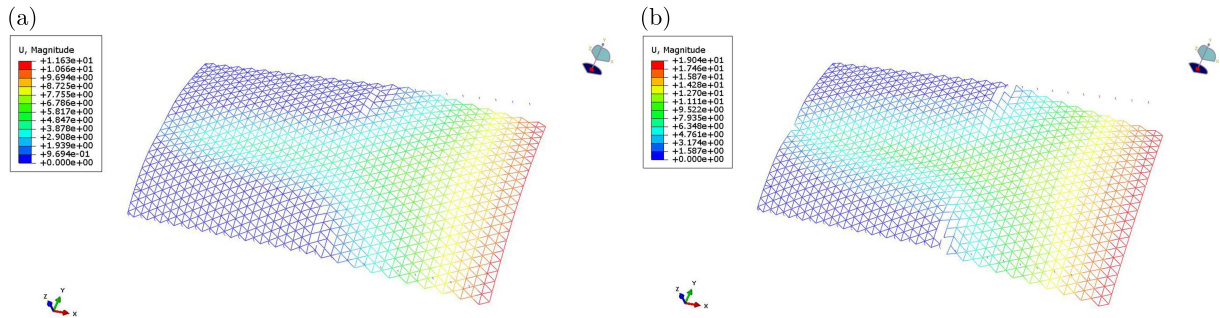 (a)
U, Magnitude
+1.163e+01
+1.066e+01
+9.694e+00
+8.725e+00
+7.755e+00
+6.786e+00
+5.817e+00
+4.847e+00
+3.878e+00
+2.908e+00
+1.939e+00
+9.694e-01
+0.000e+00
Y
Z
X
(b)
U, Magnitude
+1.904e+01
+1.746e+01
+1.587e+01
+1.428e+01
+1.270e+01
+1.111e+01
+9.522e+00
+7.935e+00
+6.348e+00
+4.761e+00
+3.174e+00
+1.587e+00
+0.000e+00
Y
Z
X